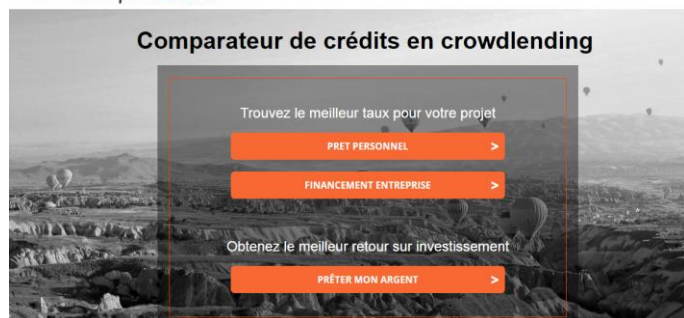 Comparateur de crédits en crowdlending
Trouvez le meilleur taux pour votre projet
PRET PERSONNEL >
FINANCEMENT ENTREPRISE >
Obtenez le meilleur retour sur investissement
PRÊTER MON ARGENT >